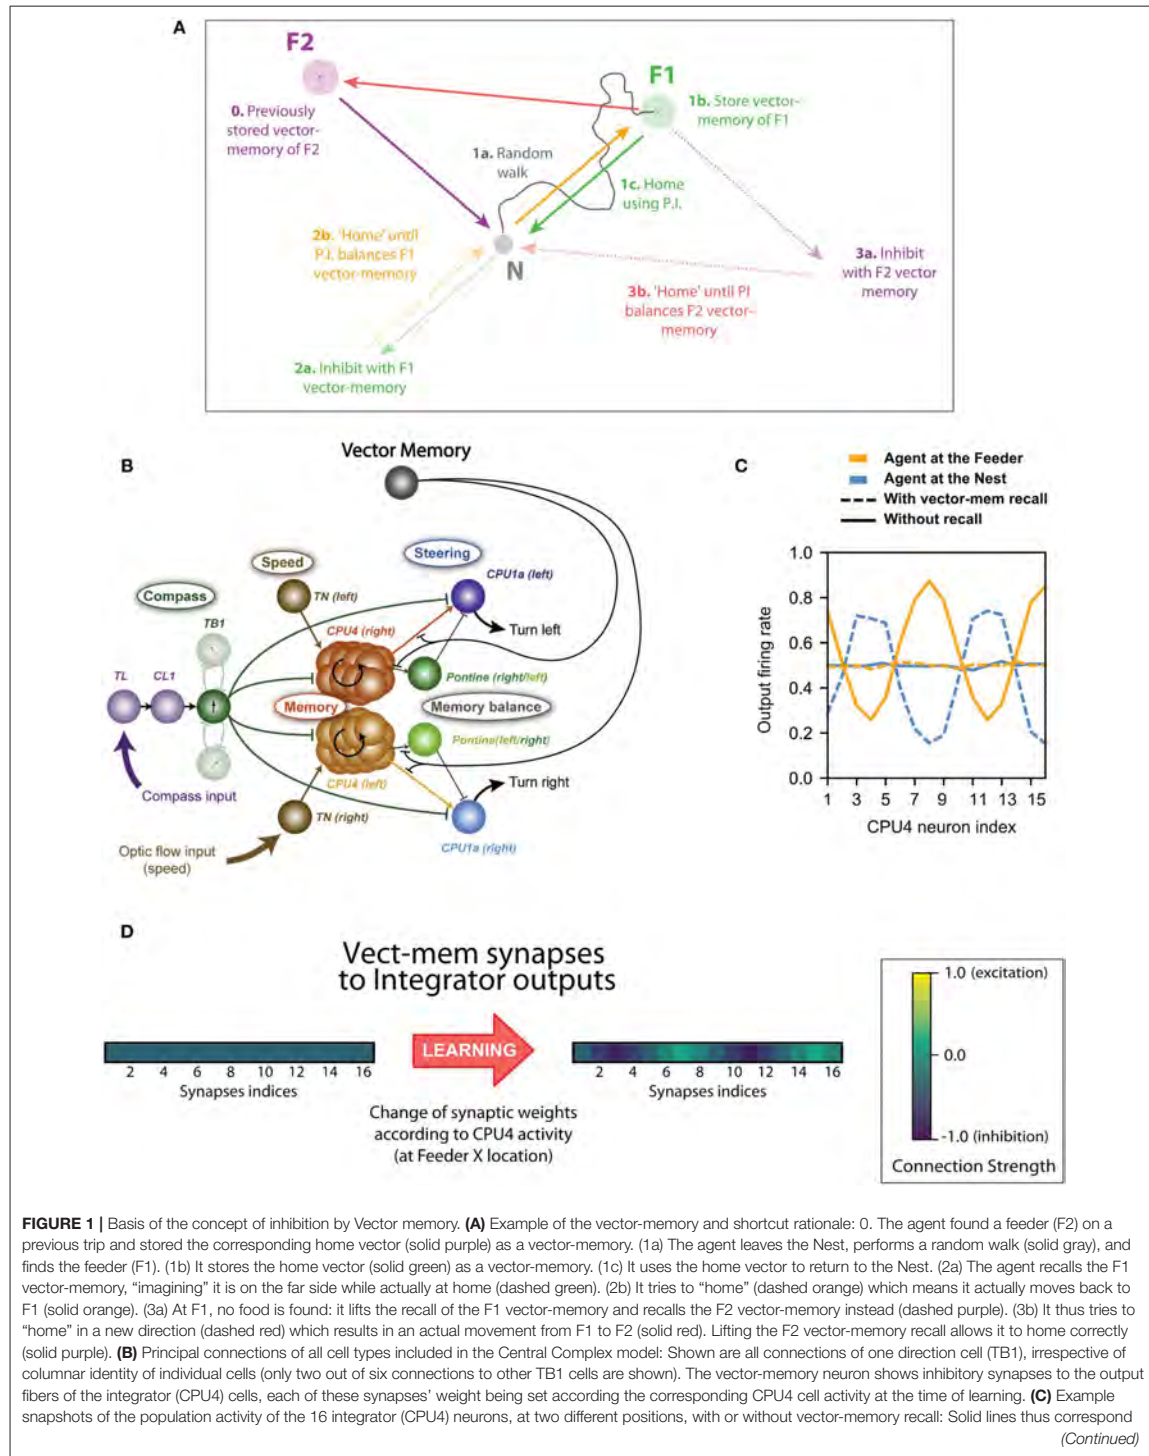 A
F2
F1
0. Previously
stored vector-
memory of F2
1b. Store vector-
memory of F1
1a. Random
walk
1c. Home
using P.I.
2b. 'Home' until
P.I. balances F1
vector-memory
N
3a. Inhibit
with F2 vector
memory
3b. 'Home' until PI
balances F2 vector-
memory
2a. Inhibit with F1
vector-memory
B
Vector Memory
Speed
Steering
Compass
TN (left)
CPU1a (left)
TB1
CPU4 (right)
Turn left
TL
CL1
Pontine (right/left)
Memory
Memory balance
Pontine(left/right)
CPU4 (left)
Turn right
Compass input
TN (right)
CPU1a (right)
Optic flow input
(speed)
C
Agent at the Feeder
Agent at the Nest
With vector-mem recall
Without recall
1.0
0.8
0.6
0.4
0.2
0.0
Output firing rate
1 3 5 7 9 11 13 15
CPU4 neuron index
D
Vect-mem synapses
to Integrator outputs
LEARNING
2 4 6 8 10 12 14 16
Synapses indices
2 4 6 8 10 12 14 16
Synapses indices
Change of synaptic weights
according to CPU4 activity
(at Feeder X location)
1.0 (excitation)
0.0
-1.0 (inhibition)
Connection Strength
FIGURE 1 | Basis of the concept of inhibition by Vector memory. (A) Example of the vector-memory and shortcut rationale: 0. The agent found a feeder (F2) on a
previous trip and stored the corresponding home vector (solid purple) as a vector-memory. (1a) The agent leaves the Nest, performs a random walk (solid gray), and
finds the feeder (F1). (1b) It stores the home vector (solid green) as a vector-memory. (1c) It uses the home vector to return to the Nest. (2a) The agent recalls the F1
vector-memory, "imagining" it is on the far side while actually at home (dashed green). (2b) It tries to "home" (dashed orange) which means it actually moves back to
F1 (solid orange). (3a) At F1, no food is found: it lifts the recall of the F1 vector-memory and recalls the F2 vector-memory instead (dashed purple). (3b) It thus tries to
"home" in a new direction (dashed red) which results in an actual movement from F1 to F2 (solid red). Lifting the F2 vector-memory recall allows it to home correctly
(solid purple). (B) Principal connections of all cell types included in the Central Complex model: Shown are all connections of one direction cell (TB1), irrespective of
columnar identity of individual cells (only two out of six connections to other TB1 cells are shown). The vector-memory neuron shows inhibitory synapses to the output
fibers of the integrator (CPU4) cells, each of these synapses' weight being set according the corresponding CPU4 cell activity at the time of learning. (C) Example
snapshots of the population activity of the 16 integrator (CPU4) neurons, at two different positions, with or without vector-memory recall: Solid lines thus correspond
(Continued)